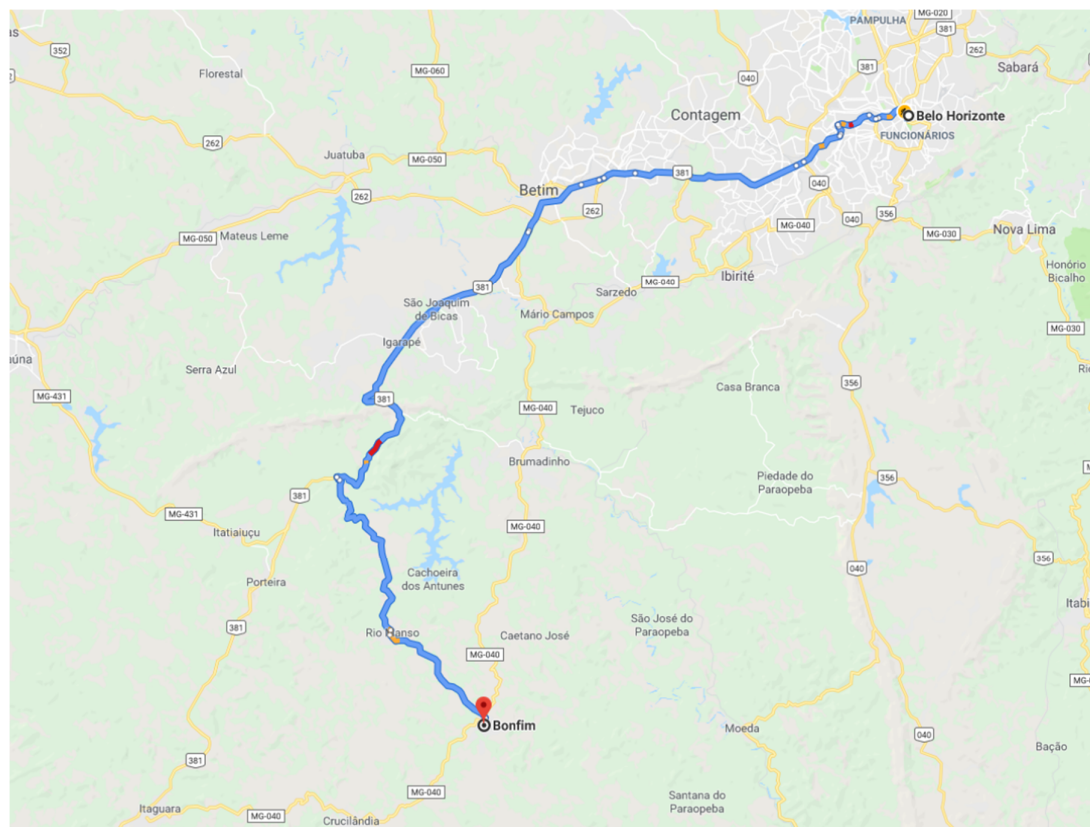 MG-020
PAMPULHA
381
352
262
Sabará
Florestal
MG-060
040
381
Contagem
Belo Horizonte
FUNCIONÁRIOS
262
Juatuba
MG-050
381
040
Betim
262
262
356
040
MG-050
Mateus Leme
MG-040
MG-030
Nova Lima
Ibirité
Honório
Bicalho
381
Sarzedo
MG-040
São Joaquim
de Bicas
Mário Campos
MG-030
Igarapé
Serra Azul
MG-431
381
356
Casa Branca
MG-040
Tejuco
Brumadinho
Piedade do
Paraopeba
356
381
MG-431
Itatiaiuçu
MG-040
356
Porteira
Cachoeira
dos Antunes
040
São José do
Paraopeba
381
Rio Manso
Caetano José
MG-040
Bonfim
Moeda
040
Bação
381
MG-040
Santana do
Paraopeba
Itaguara
MG-040
Crucilândia